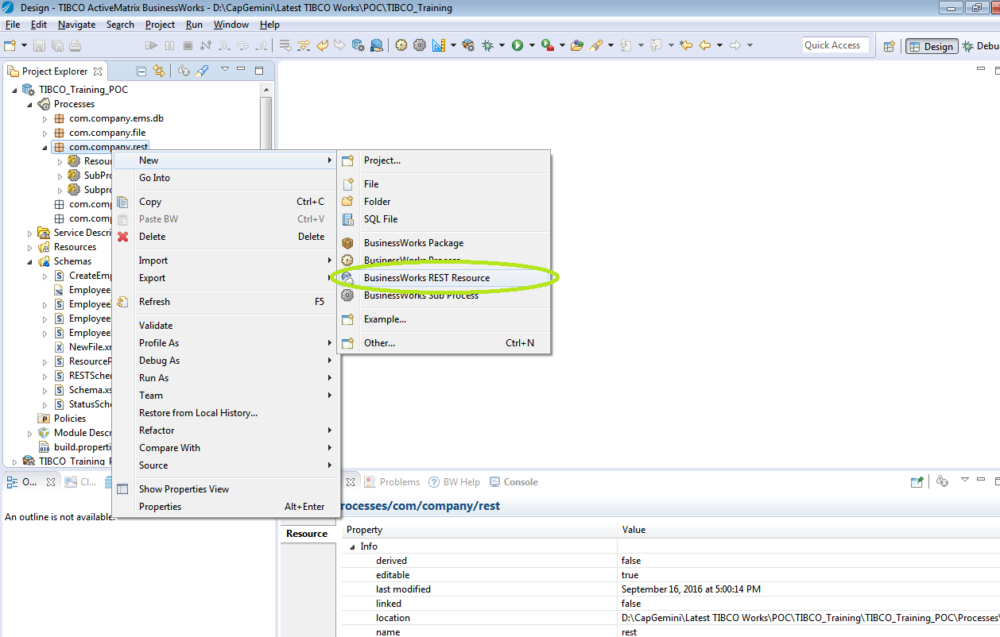 Design - TIBCO ActiveMatrix BusinessWorks - D:\CapGemini\Latest TIBCO Works\POC\TIBCO_Training
File Edit Navigate Search Project Run Window Help
Quick Access Design Debu
Project Explorer
TIBCO_Training_POC
Processes
com.company.ems.db
com.company.file
com.company.rest
Resour
SubPro
Subpro
com.comp
com.comp
Service Descri
Resources
Schemas
CreateEmp
Employee
Employee
Employee
Employee
NewFile.xr
ResourceP
RESTSchen
Schema.xs
StatusSche
Policies
Module Descr
build.properti
TIBCO_Training_P
New
Go Into
Copy Ctrl+C
Paste BW Ctrl+V
Delete Delete
Import
Export
Refresh F5
Validate
Profile As
Debug As
Run As
Team
Restore from Local History...
Refactor
Compare With
Source
Show Properties View
Properties Alt+Enter
Project...
File
Folder
SQL File
BusinessWorks Package
BusinessWorks Process
BusinessWorks REST Resource
BusinessWorks Sub Process
Example...
Other... Ctrl+N
O... Cl...
An outline is not available.
Problems BW Help Console
rocesses/com/company/rest
Resource
Property Value
Info
derived false
editable true
last modified September 16, 2016 at 5:00:14 PM
linked false
location D:\CapGemini\Latest TIBCO Works\POC\TIBCO_Training\TIBCO_Training_POC\Processes\
name rest